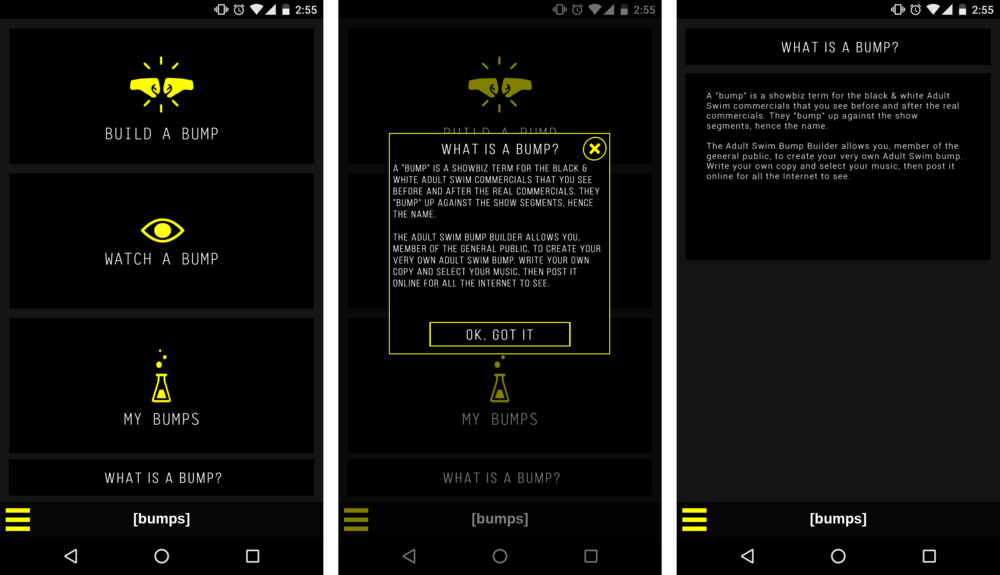 2:55
BUILD A BUMP
WATCH A BUMP
MY BUMPS
WHAT IS A BUMP?
[bumps]
2:55
BUILD A BUMP
WHAT IS A BUMP?
A "BUMP" IS A SHOWBIZ TERM FOR THE BLACK &
WHITE ADULT SWIM COMMERCIALS THAT YOU SEE
BEFORE AND AFTER THE REAL COMMERCIALS. THEY
"BUMP" UP AGAINST THE SHOW SEGMENTS, HENCE
THE NAME.
THE ADULT SWIM BUMP BUILDER ALLOWS YOU,
MEMBER OF THE GENERAL PUBLIC, TO CREATE YOUR
VERY OWN ADULT SWIM BUMP. WRITE YOUR OWN
COPY AND SELECT YOUR MUSIC, THEN POST IT
ONLINE FOR ALL THE INTERNET TO SEE.
OK, GOT IT
MY BUMPS
WHAT IS A BUMP?
[bumps]
2:55
WHAT IS A BUMP?
A "bump" is a showbiz term for the black & white Adult
Swim commercials that you see before and after the real
commercials. They "bump" up against the show
segments, hence the name.
The Adult Swim Bump Builder allows you, member of the
general public, to create your very own Adult Swim bump.
Write your own copy and select your music, then post it
online for all the Internet to see.
[bumps]